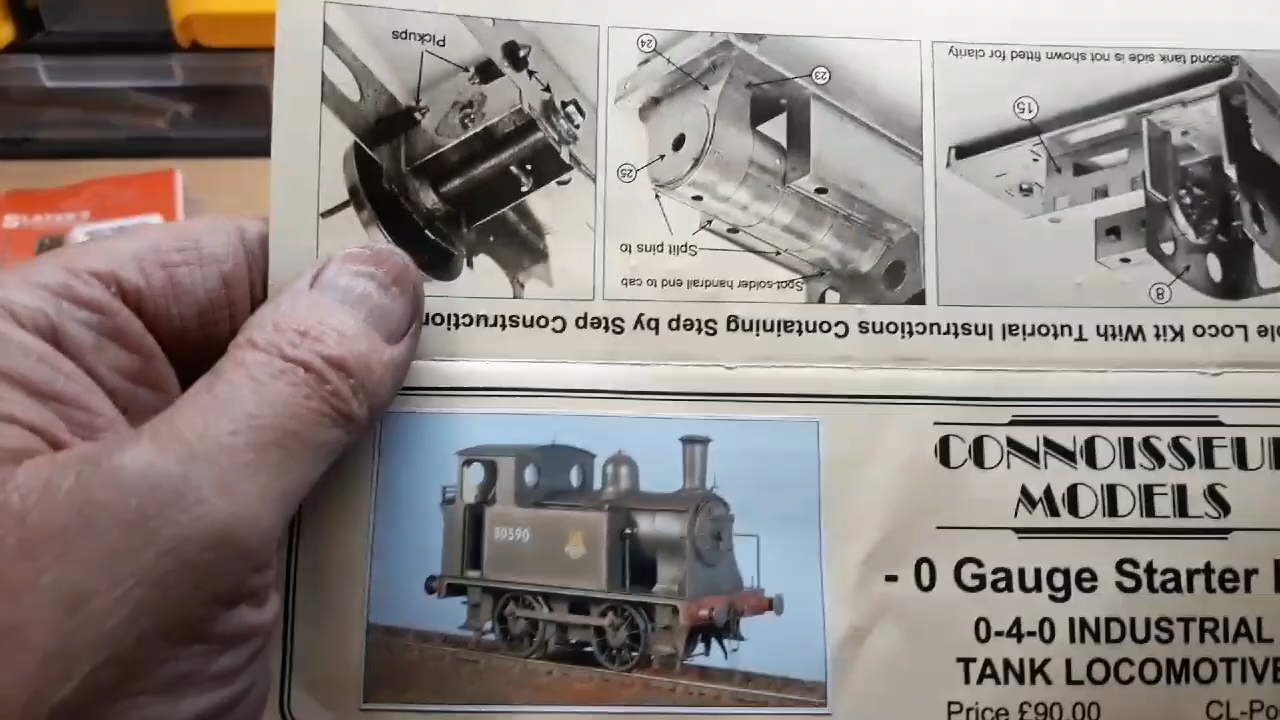 Pickups
24
23
25
Split pins to
Spot-solder handrail end to cab
Second tank side is not shown fitted for clarity
15
8
Loco Kit With Tutorial Instructions Containing Step by Step Construction
30590
CONNOISSEU
MODELS
- 0 Gauge Starter
0-4-0 INDUSTRIAL
TANK LOCOMOTIVE
Price £90.00
CL-Po
SLATER'S